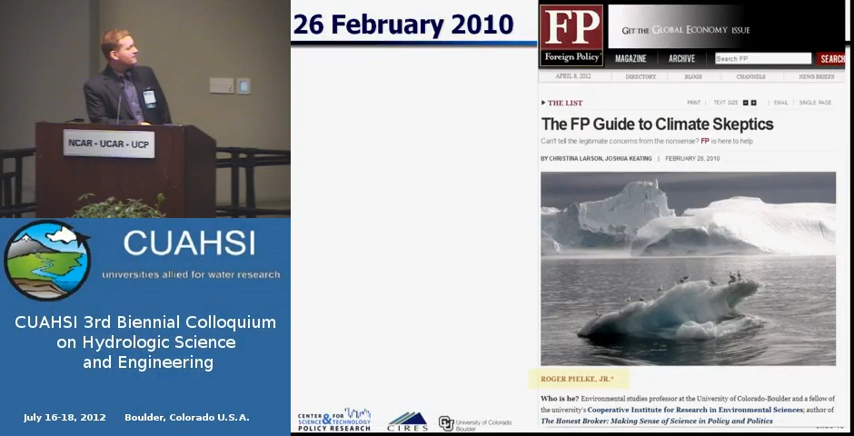 26 February 2010
FP
Foreign Policy
GET THE GLOBAL ECONOMY ISSUE
MAGAZINE
ARCHIVE
Search FP
SEARCH
APRIL 8, 2012
DIRECTORY
BLOGS
CHANNELS
NEWS BRIEFS
THE LIST
PRINT | TEXT SIZE | EMAIL | SINGLE PAGE
The FP Guide to Climate Skeptics
Can't tell the legitimate concerns from the nonsense? FP is here to help
BY CHRISTINA LARSON, JOSHUA KEATING | FEBRUARY 26, 2010
ROGER PIELKE, JR.*
Who is he? Environmental studies professor at the University of Colorado-Boulder and a fellow of
the university's Cooperative Institute for Research in Environmental Sciences; author of
The Honest Broker: Making Sense of Science in Policy and Politics
NCAR • UCAR • UCP
CUAHSI
universities allied for water research
CUAHSI 3rd Biennial Colloquium
on Hydrologic Science
and Engineering
July 16-18, 2012 Boulder, Colorado U.S.A.
CENTER & FOR
SCIENCE & TECHNOLOGY
POLICY RESEARCH
CIRES
University of Colorado
Boulder